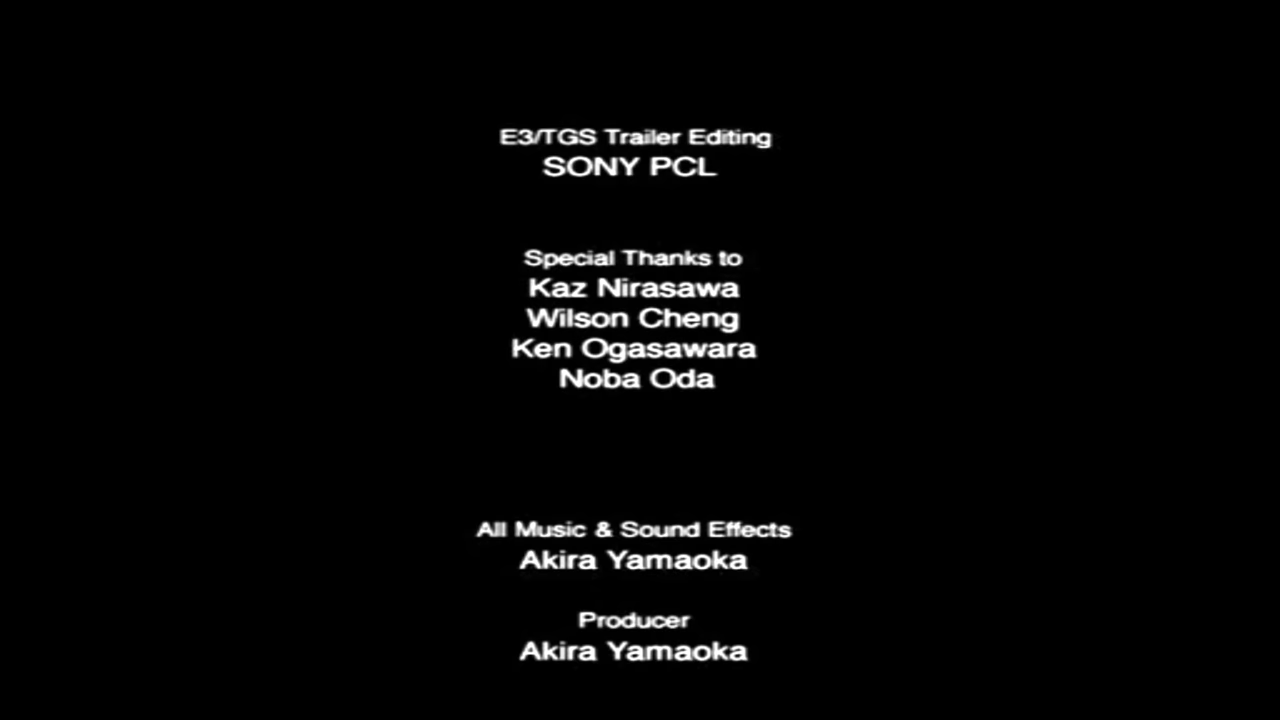 E3/TGS Trailer Editing
SONY PCL
Special Thanks to
Kaz Nirasawa
Wilson Cheng
Ken Ogasawara
Noba Oda
All Music & Sound Effects
Akira Yamaoka
Producer
Akira Yamaoka